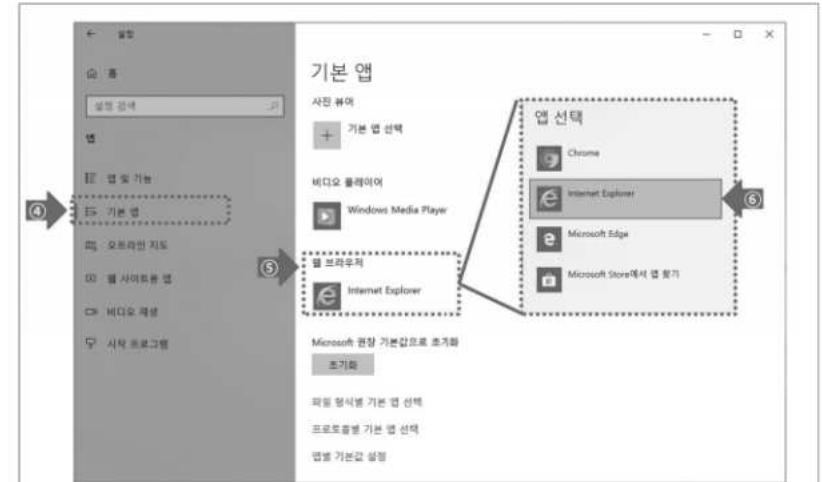 ← 설정
홈
설정 검색
앱
앱 및 기능
④ 기본 앱
오프라인 지도
웹 사이트용 앱
비디오 재생
시작 프로그램
기본 앱
사진 뷰어
+ 기본 앱 선택
비디오 플레이어
Windows Media Player
⑤ 웹 브라우저
Internet Explorer
Microsoft 권장 기본값으로 초기화
초기화
파일 형식별 기본 앱 선택
프로토콜별 기본 앱 선택
앱별 기본값 설정
앱 선택
Chrome
Internet Explorer ⑥
Microsoft Edge
Microsoft Store에서 앱 찾기